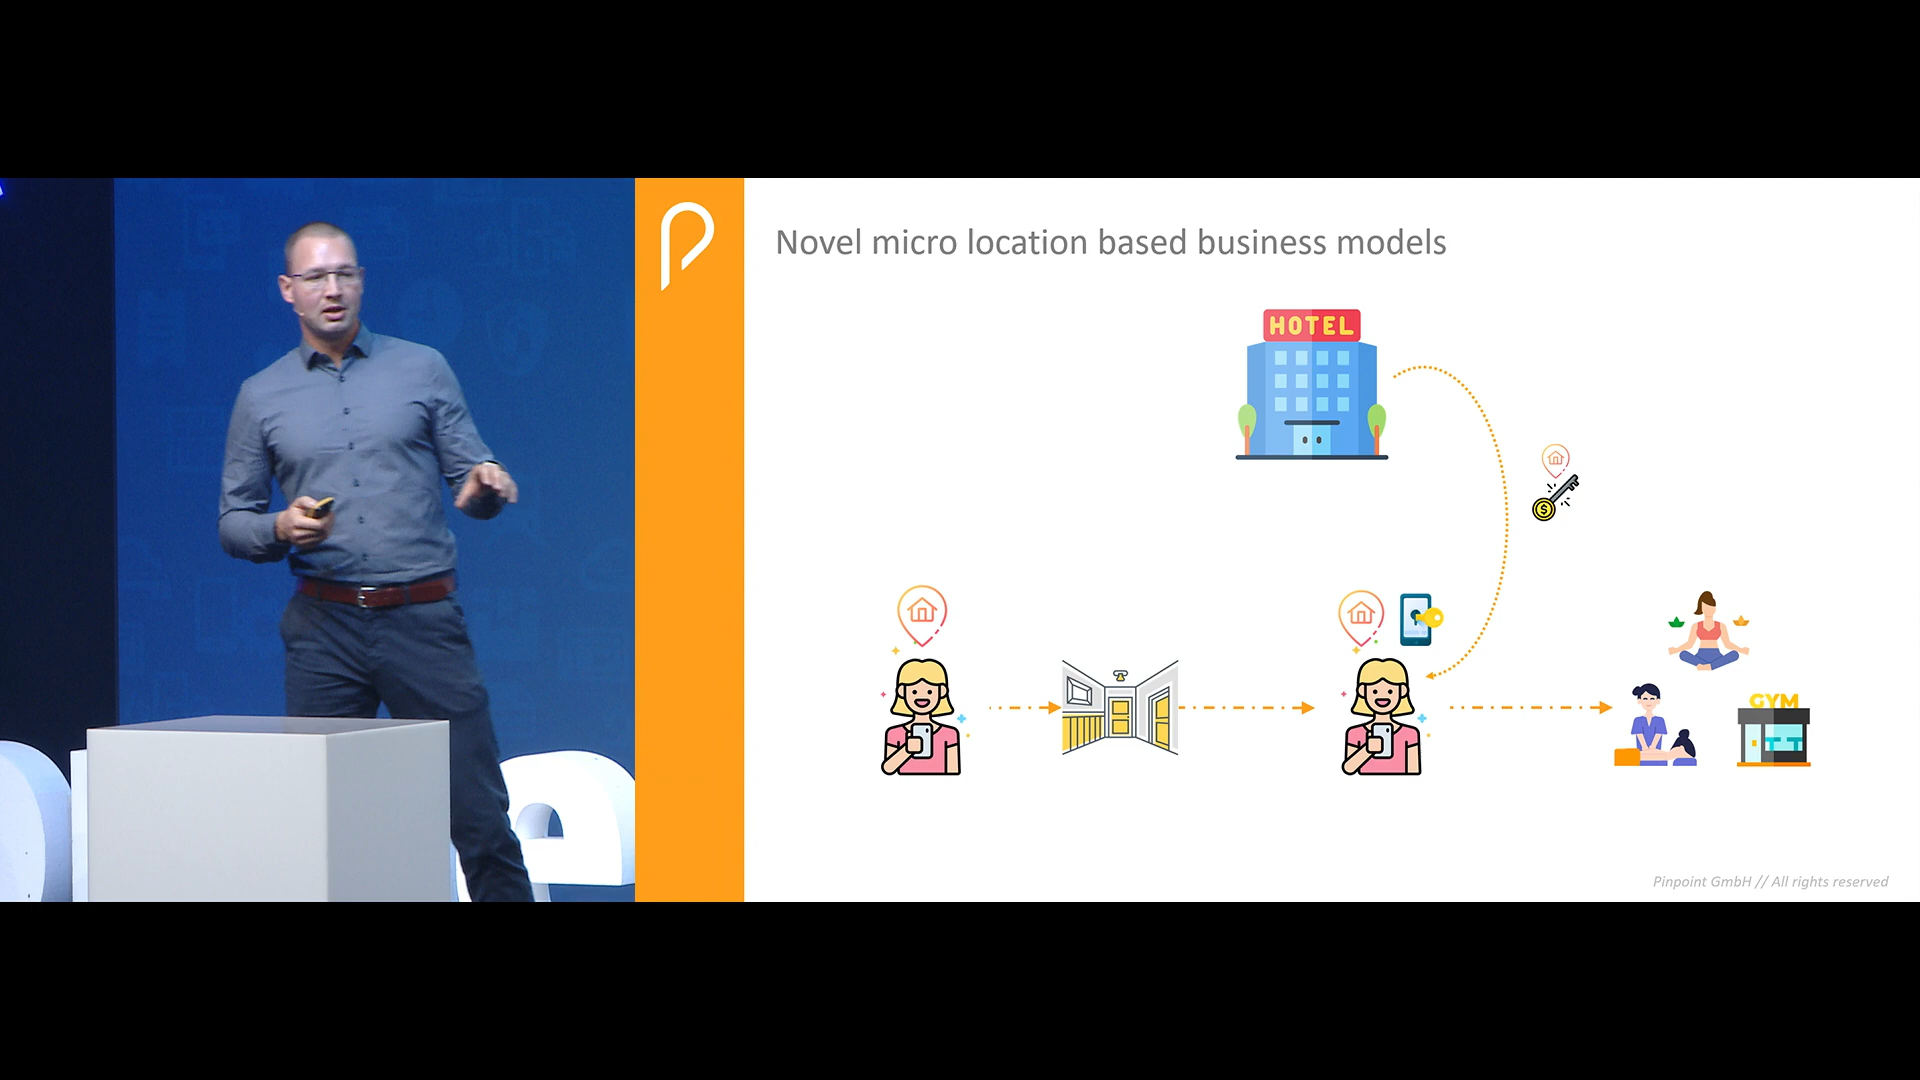 Novel micro location based business models
HOTEL
$
GYM
Pinpoint GmbH // All rights reserved